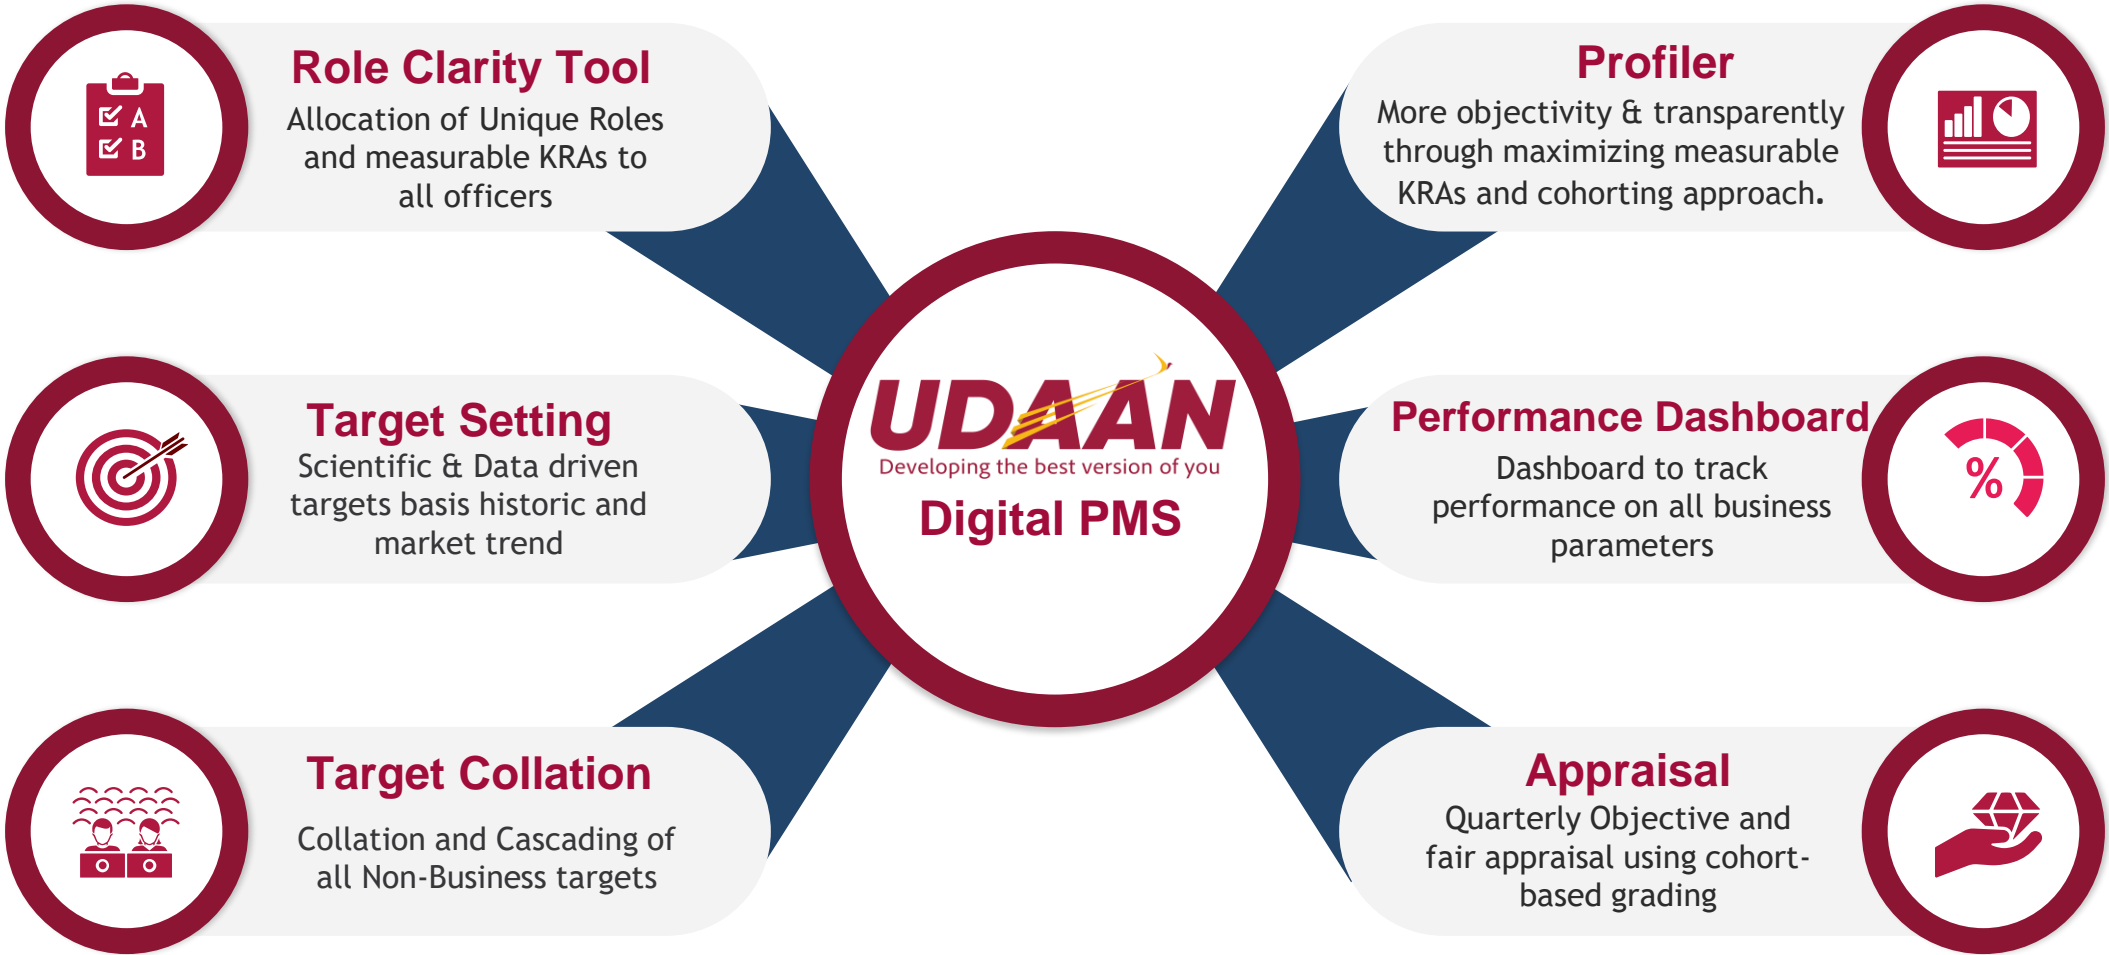 Role Clarity Tool
Allocation of Unique Roles
and measurable KRAs to
all officers
A
B
Target Setting
Scientific & Data driven
targets basis historic and
market trend
Target Collation
Collation and Cascading of
all Non-Business targets
UDAAN
Developing the best version of you
Digital PMS
Profiler
More objectivity & transparently
through maximizing measurable
KRAs and cohorting approach.
Performance Dashboard
Dashboard to track
performance on all business
parameters
%
Appraisal
Quarterly Objective and
fair appraisal using cohort-
based grading